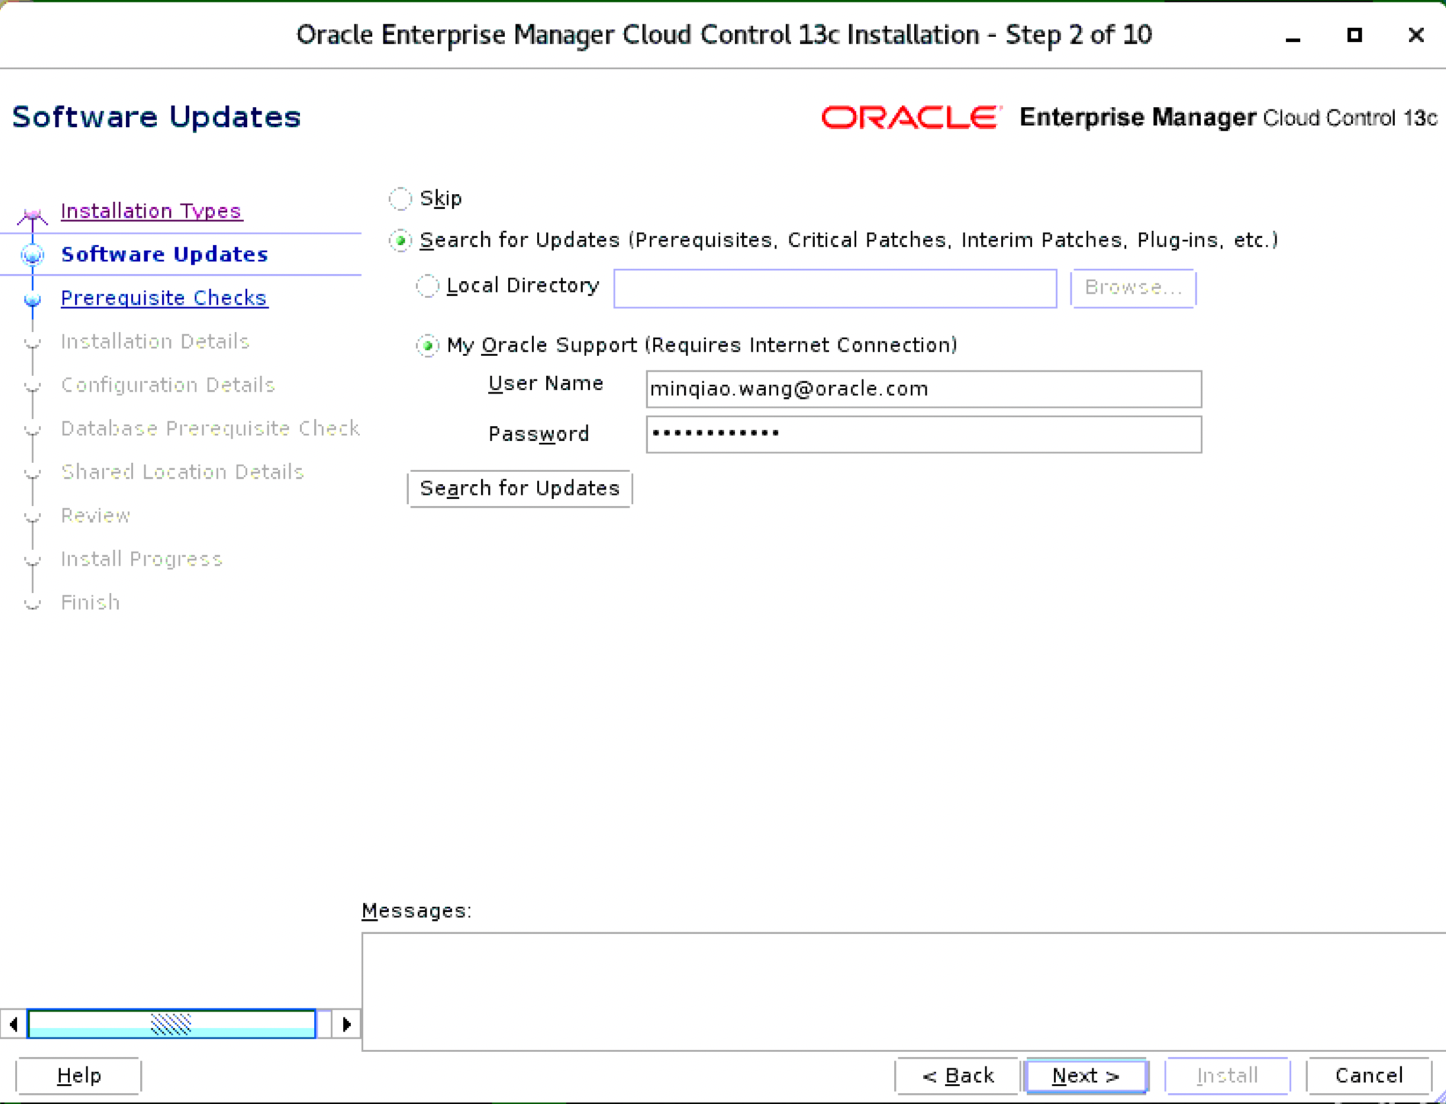 Oracle Enterprise Manager Cloud Control 13c Installation - Step 2 of 10
Software Updates
ORACLE Enterprise Manager Cloud Control 13c
Installation Types
Software Updates
Prerequisite Checks
Installation Details
Configuration Details
Database Prerequisite Check
Shared Location Details
Review
Install Progress
Finish
Skip
Search for Updates (Prerequisites, Critical Patches, Interim Patches, Plug-ins, etc.)
Local Directory
Browse...
My Oracle Support (Requires Internet Connection)
User Name
minqiao.wang@oracle.com
Password
••••••••••••
Search for Updates
Messages:
Help
< Back
Next >
Install
Cancel